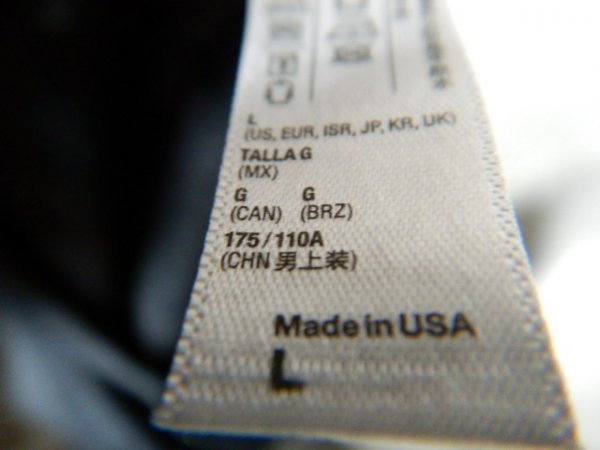 L
(US, EUR, ISR, JP, KR, UK)
TALLA G
(MX)
G G
(CAN) (BRZ)
175/110A
(CHN 男上装)
Made in USA
L